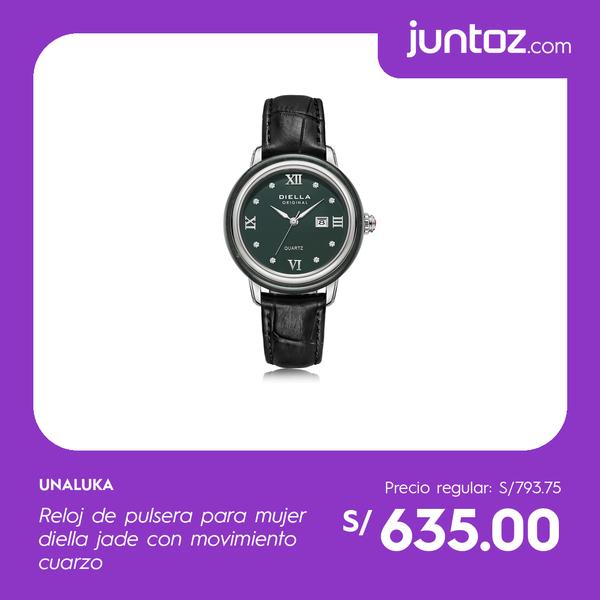 juntoz.com
XII
DIELLA
ORIGINAL
IX
8
III
QUARTZ
VI
UNALUKA
Reloj de pulsera para mujer
diella jade con movimiento
cuarzo
Precio regular: S/793.75
S/ 635.00